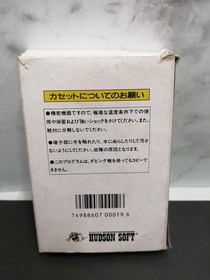 カセットについてのお願い
●精密機器ですので、極端な温度条件下での使
用や保管および強いショックをさけてください。また、
絶対に分解しないでください。
●端子部に手を触れたり、水にぬらしたりして汚さ
ないようにしてください。故障の原因となります。
●このプログラムは、ダビング機を使ってもコピーで
きません。
T4988607 00019 6
HUDSON SOFT